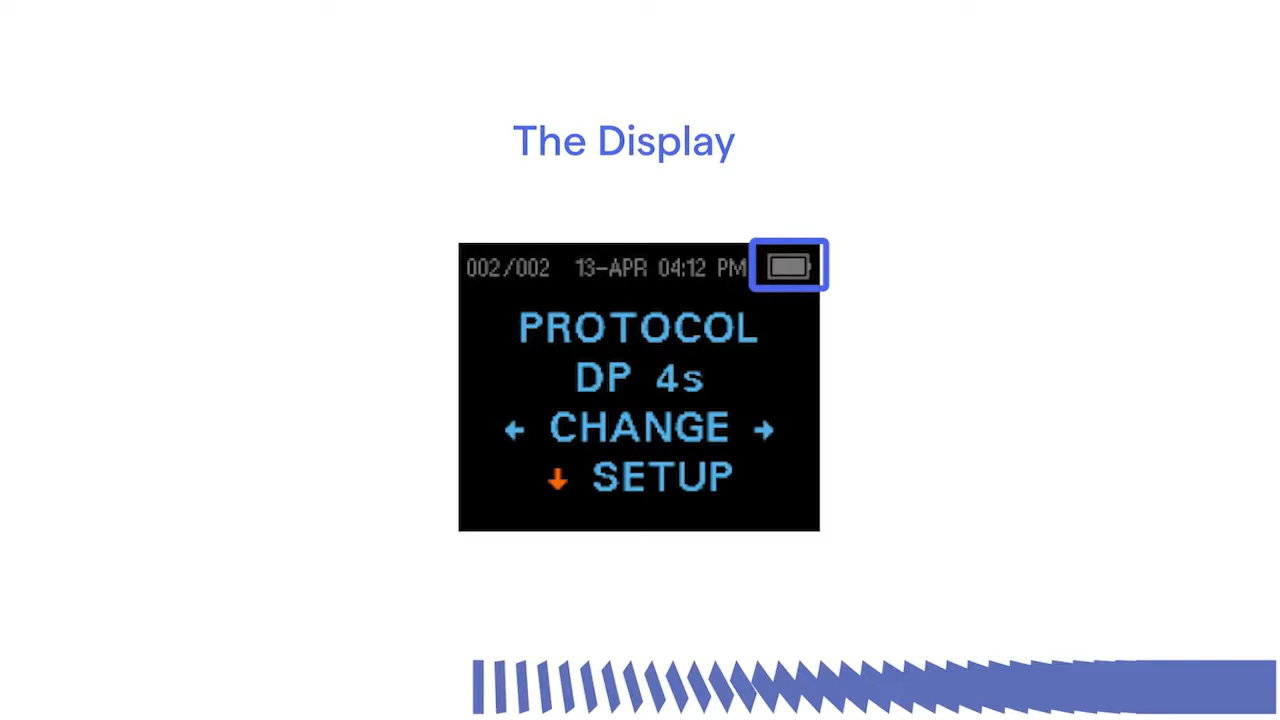 The Display
002/002 13-APR 04:12 PM
PROTOCOL
DP 4s
← CHANGE →
↓ SETUP